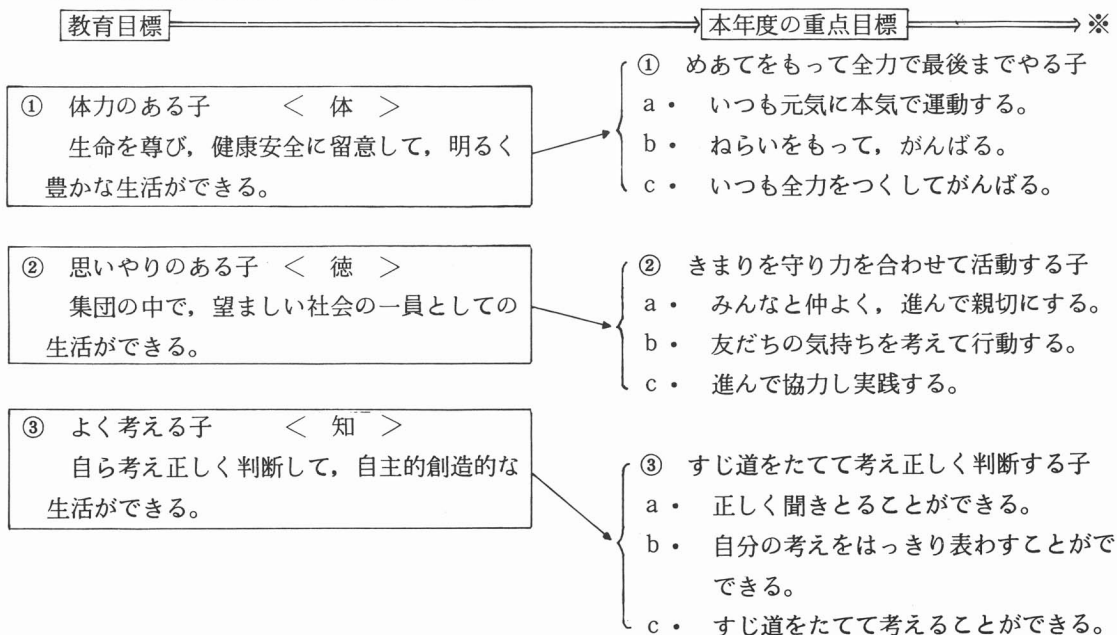 教育目標 本年度の重点目標 ※
① 体力のある子 ＜ 体 ＞
生命を尊び，健康安全に留意して，明るく
豊かな生活ができる。
① めあてをもって全力で最後までやる子
a・ いつも元気に本気で運動する。
b・ ねらいをもって，がんばる。
c・ いつも全力をつくしてがんばる。
② 思いやりのある子 ＜ 徳 ＞
集団の中で，望ましい社会の一員としての
生活ができる。
② きまりを守り力を合わせて活動する子
a・ みんなと仲よく，進んで親切にする。
b・ 友だちの気持ちを考えて行動する。
c・ 進んで協力し実践する。
③ よく考える子 ＜ 知 ＞
自ら考え正しく判断して，自主的創造的な
生活ができる。
③ すじ道をたてて考え正しく判断する子
a・ 正しく聞きとることができる。
b・ 自分の考えをはっきり表わすことがで
できる。
c・ すじ道をたてて考えることができる。